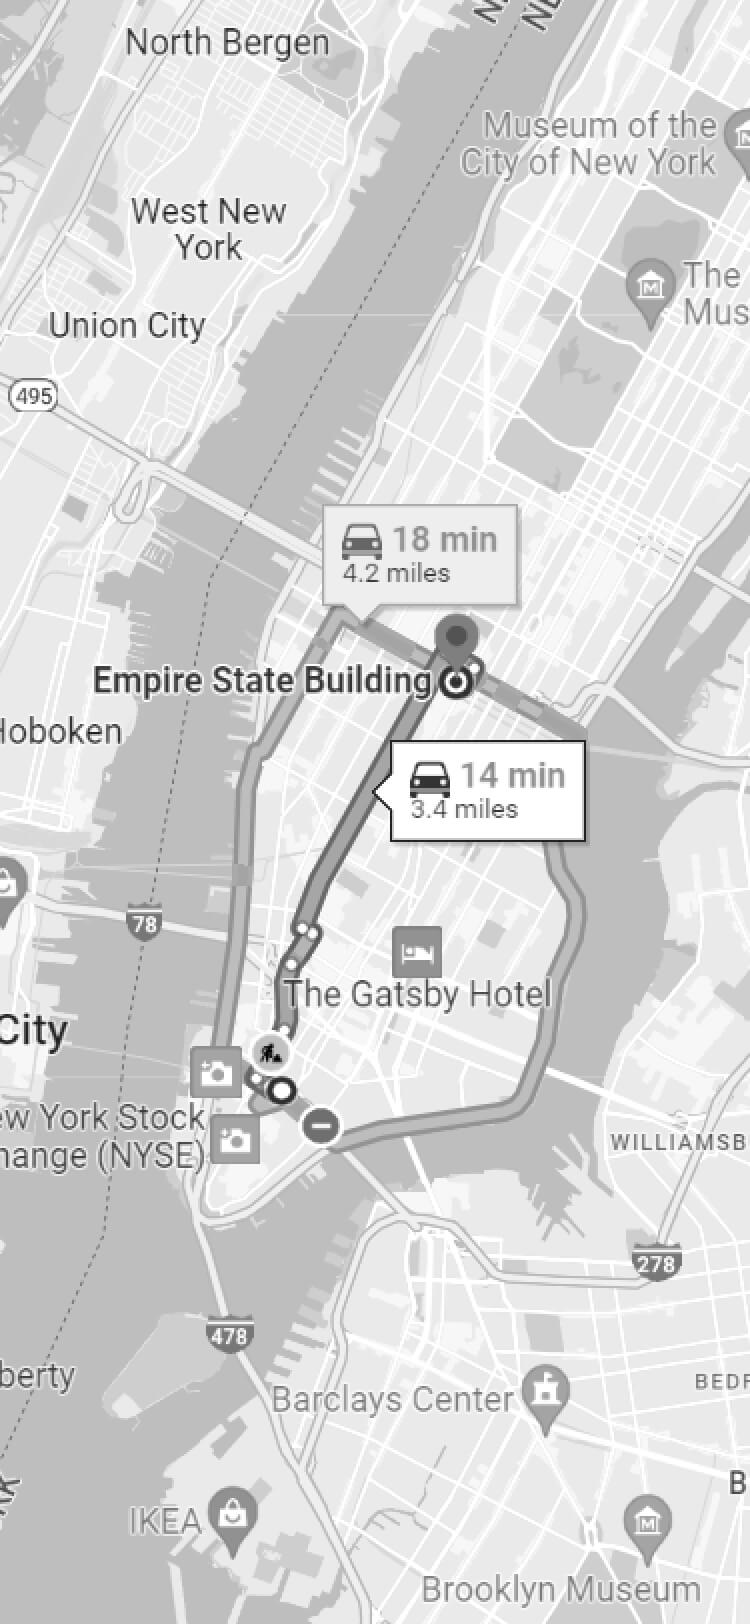 North Bergen
Museum of the
City of New York
West New
York
The
Mus
Union City
495
18 min
4.2 miles
Empire State Building
Hoboken
14 min
3.4 miles
78
The Gatsby Hotel
City
ew York Stock
hange (NYSE)
WILLIAMSB
278
478
berty
BEDF
Barclays Center
B
IKEA
Brooklyn Museum